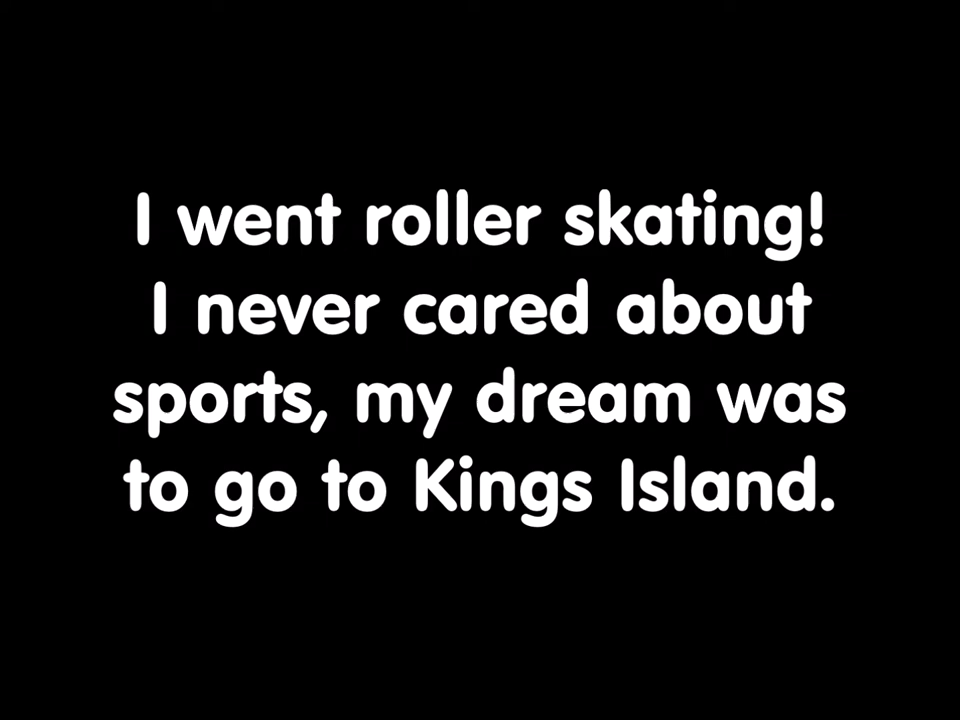 I went roller skating!
I never cared about
sports, my dream was
to go to Kings Island.